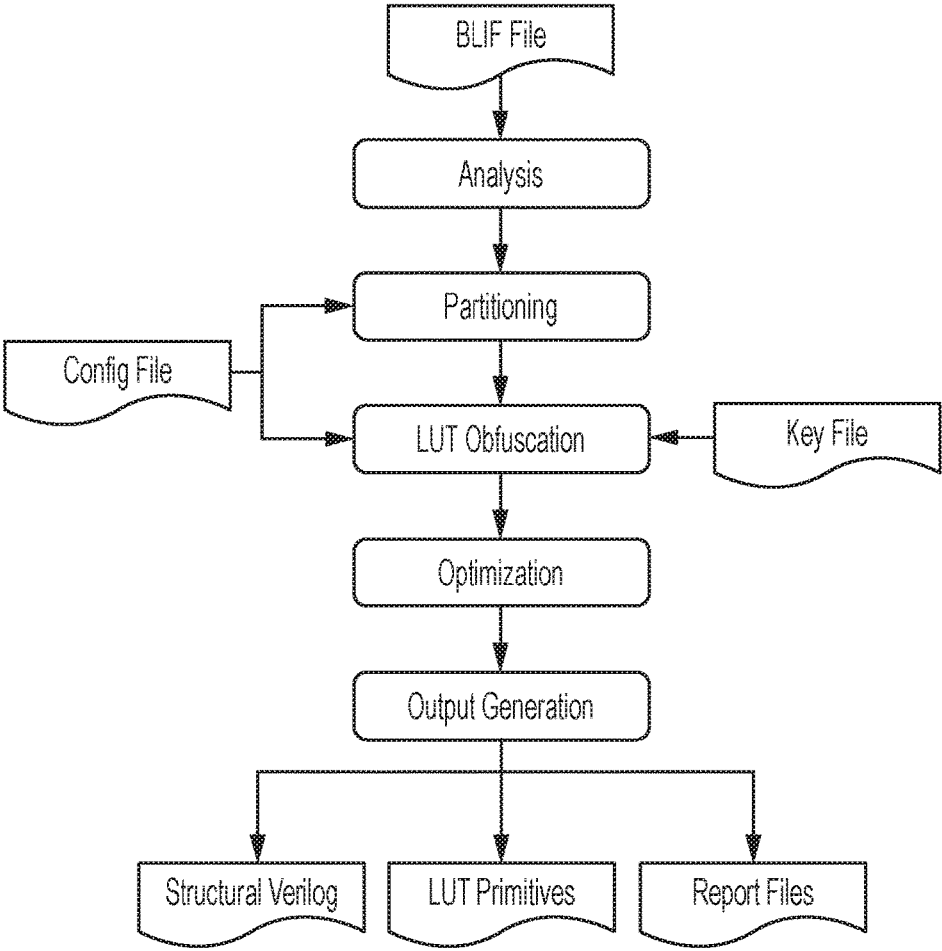 BLIF File
Analysis
Partitioning
Config File
LUT Obfuscation
Key File
Optimization
Output Generation
Structural Verilog
LUT Primitives
Report Files